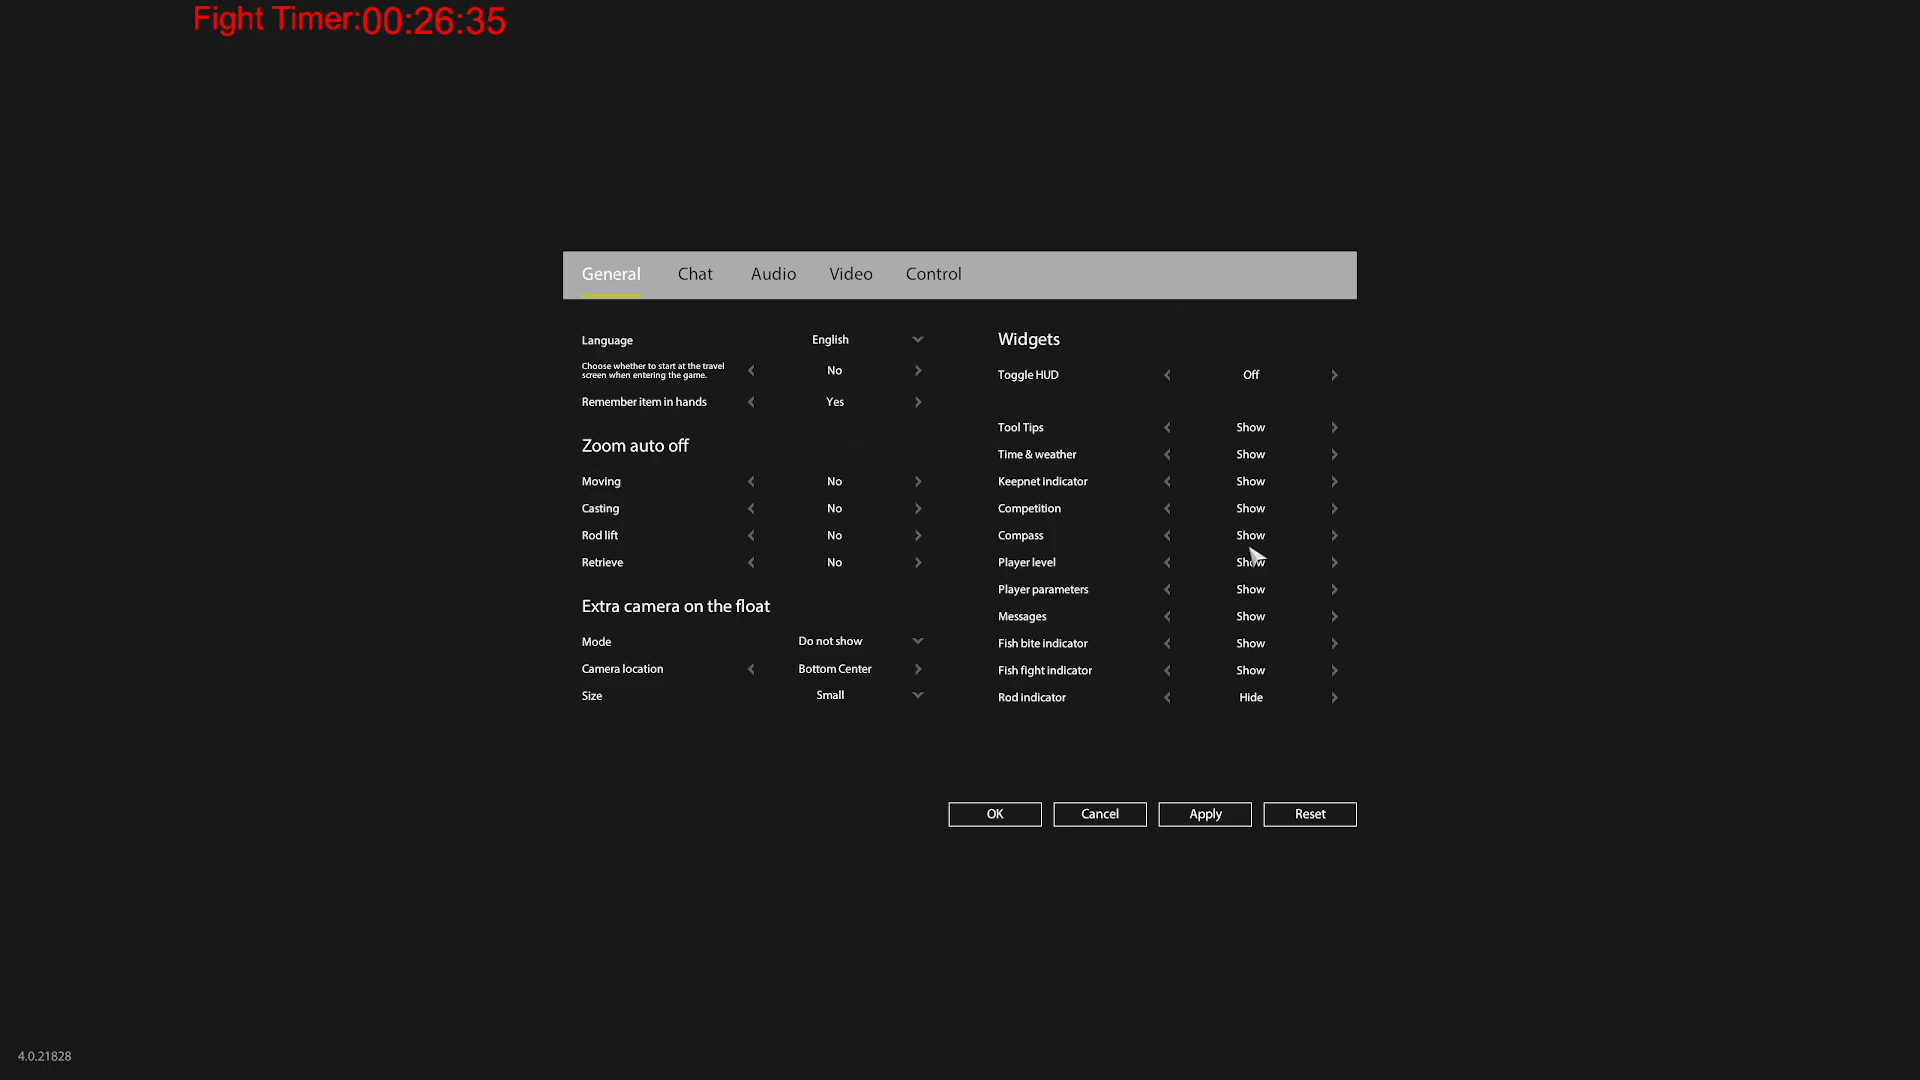 Fight Timer:00:26:35
General Chat Audio Video Control
Language English
Choose whether to start at the travel
screen when entering the game. No
Remember item in hands Yes
Zoom auto off
Moving No
Casting No
Rod lift No
Retrieve No
Extra camera on the float
Mode Do not show
Camera location Bottom Center
Size Small
Widgets
Toggle HUD Off
Tool Tips Show
Time & weather Show
Keepnet indicator Show
Competition Show
Compass Show
Player level Show
Player parameters Show
Messages Show
Fish bite indicator Show
Fish fight indicator Show
Rod indicator Hide
OK Cancel Apply Reset
4.0.21828